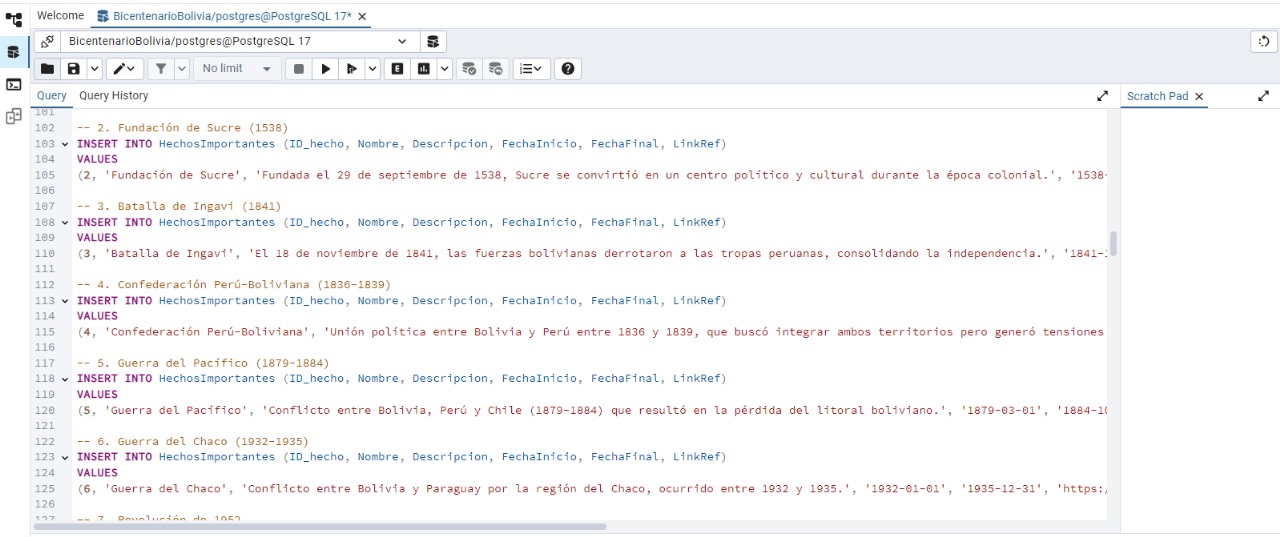 Welcome BicentenarioBolivia/postgres@PostgreSQL 17* ×
BicentenarioBolivia/postgres@PostgreSQL 17
No limit
E
Query Query History
Scratch Pad ×
101
102 -- 2. Fundación de Sucre (1538)
103 INSERT INTO HechosImportantes (ID_hecho, Nombre, Descripcion, FechaInicio, FechaFinal, LinkRef)
104 VALUES
105 (2, 'Fundación de Sucre', 'Fundada el 29 de septiembre de 1538, Sucre se convirtió en un centro político y cultural durante la época colonial.', '1538-
106
107 -- 3. Batalla de Ingavi (1841)
108 INSERT INTO HechosImportantes (ID_hecho, Nombre, Descripcion, FechaInicio, FechaFinal, LinkRef)
109 VALUES
110 (3, 'Batalla de Ingavi', 'El 18 de noviembre de 1841, las fuerzas bolivianas derrotaron a las tropas peruanas, consolidando la independencia.', '1841-1
111
112 -- 4. Confederación Perú-Boliviana (1836-1839)
113 INSERT INTO HechosImportantes (ID_hecho, Nombre, Descripcion, FechaInicio, FechaFinal, LinkRef)
114 VALUES
115 (4, 'Confederación Perú-Boliviana', 'Unión política entre Bolivia y Perú entre 1836 y 1839, que buscó integrar ambos territorios pero generó tensiones
116
117 -- 5. Guerra del Pacífico (1879-1884)
118 INSERT INTO HechosImportantes (ID_hecho, Nombre, Descripcion, FechaInicio, FechaFinal, LinkRef)
119 VALUES
120 (5, 'Guerra del Pacífico', 'Conflicto entre Bolivia, Perú y Chile (1879-1884) que resultó en la pérdida del litoral boliviano.', '1879-03-01', '1884-10
121
122 -- 6. Guerra del Chaco (1932-1935)
123 INSERT INTO HechosImportantes (ID_hecho, Nombre, Descripcion, FechaInicio, FechaFinal, LinkRef)
124 VALUES
125 (6, 'Guerra del Chaco', 'Conflicto entre Bolivia y Paraguay por la región del Chaco, ocurrido entre 1932 y 1935.', '1932-01-01', '1935-12-31', 'https:/
126
127 -- 7. Revolución de 1952